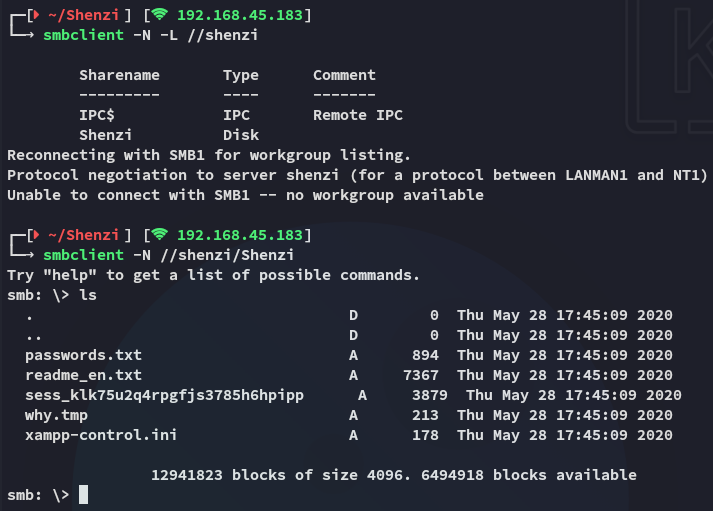 [~/Shenzi] [192.168.45.183]
smbclient -N -L //shenzi
Sharename Type Comment
--------- ---- -------
IPC$ IPC Remote IPC
Shenzi Disk
Reconnecting with SMB1 for workgroup listing.
Protocol negotiation to server shenzi (for a protocol between LANMAN1 and NT1)
Unable to connect with SMB1 -- no workgroup available
[~/Shenzi] [192.168.45.183]
smbclient -N //shenzi/Shenzi
Try "help" to get a list of possible commands.
smb: \> ls
. D 0 Thu May 28 17:45:09 2020
.. D 0 Thu May 28 17:45:09 2020
passwords.txt A 894 Thu May 28 17:45:09 2020
readme_en.txt A 7367 Thu May 28 17:45:09 2020
sess_klk75u2q4rpgfjs3785h6hpipp A 3879 Thu May 28 17:45:09 2020
why.tmp A 213 Thu May 28 17:45:09 2020
xampp-control.ini A 178 Thu May 28 17:45:09 2020
12941823 blocks of size 4096. 6494918 blocks available
smb: \>